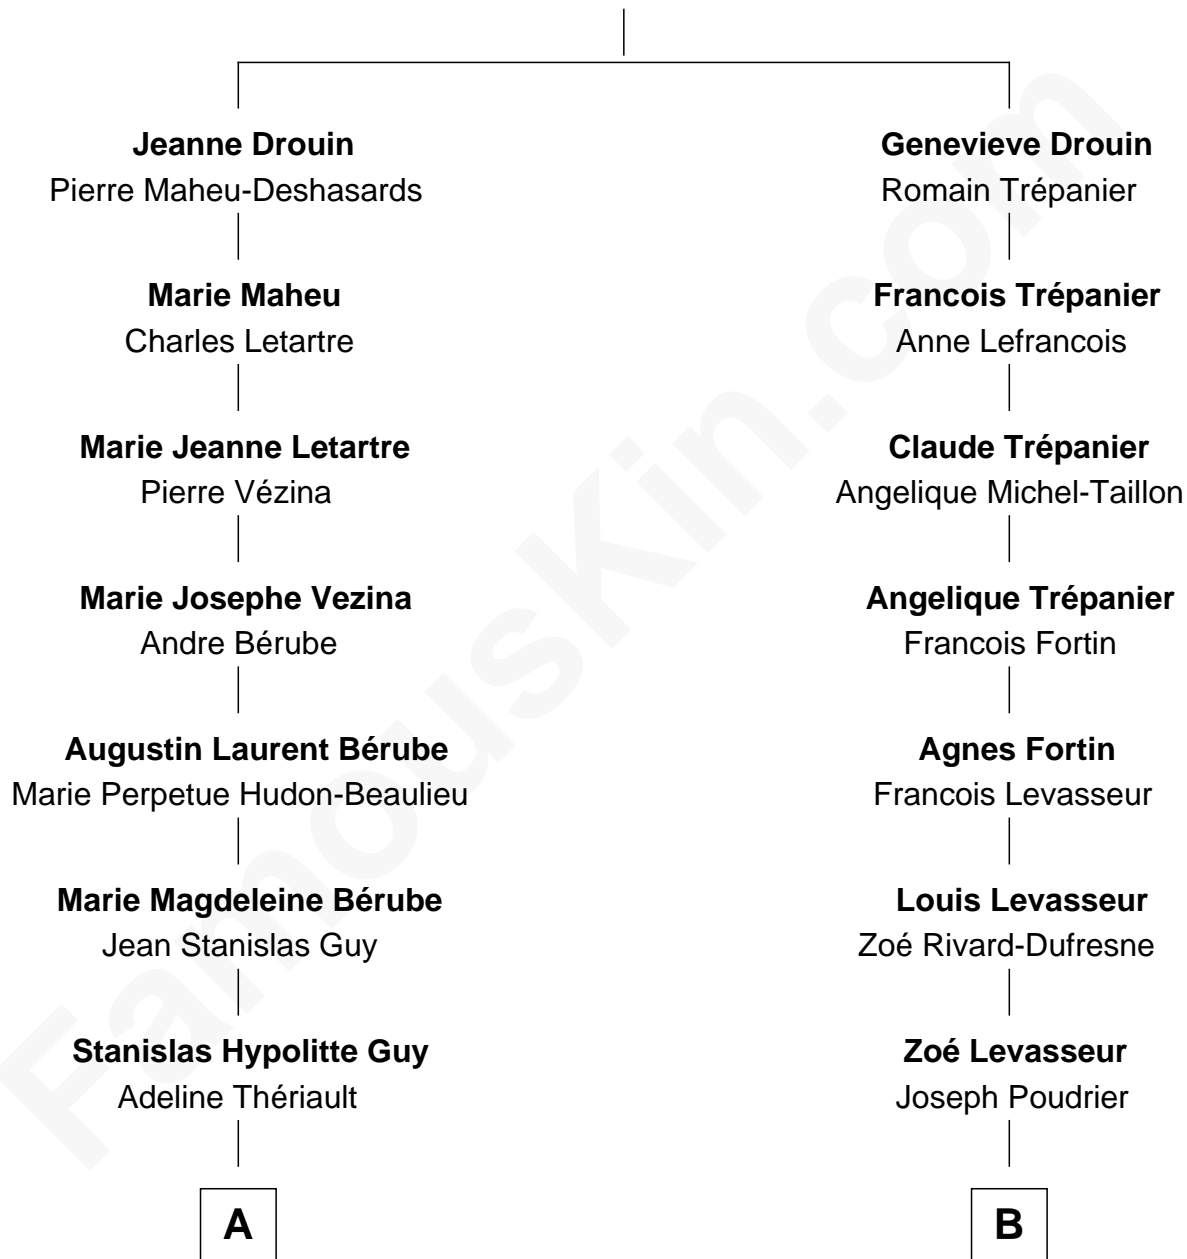 Jeanne Drouin
Pierre Maheu-Deshasards
Marie Maheu
Charles Letartre
Marie Jeanne Letartre
Pierre Vézina
Marie Josephe Vezina
Andre Bérube
Augustin Laurent Bérube
Marie Perpetue Hudon-Beaulieu
Marie Magdeleine Bérube
Jean Stanislas Guy
Stanislas Hypolitte Guy
Adeline Thériault
A
Genevieve Drouin
Romain Trépanier
Francois Trépanier
Anne Lefrancois
Claude Trépanier
Angelique Michel-Taillon
Angelique Trépanier
Francois Fortin
Agnes Fortin
Francois Levasseur
Louis Levasseur
Zoé Rivard-Dufresne
Zoé Levasseur
Joseph Poudrier
B
FamousKin.com